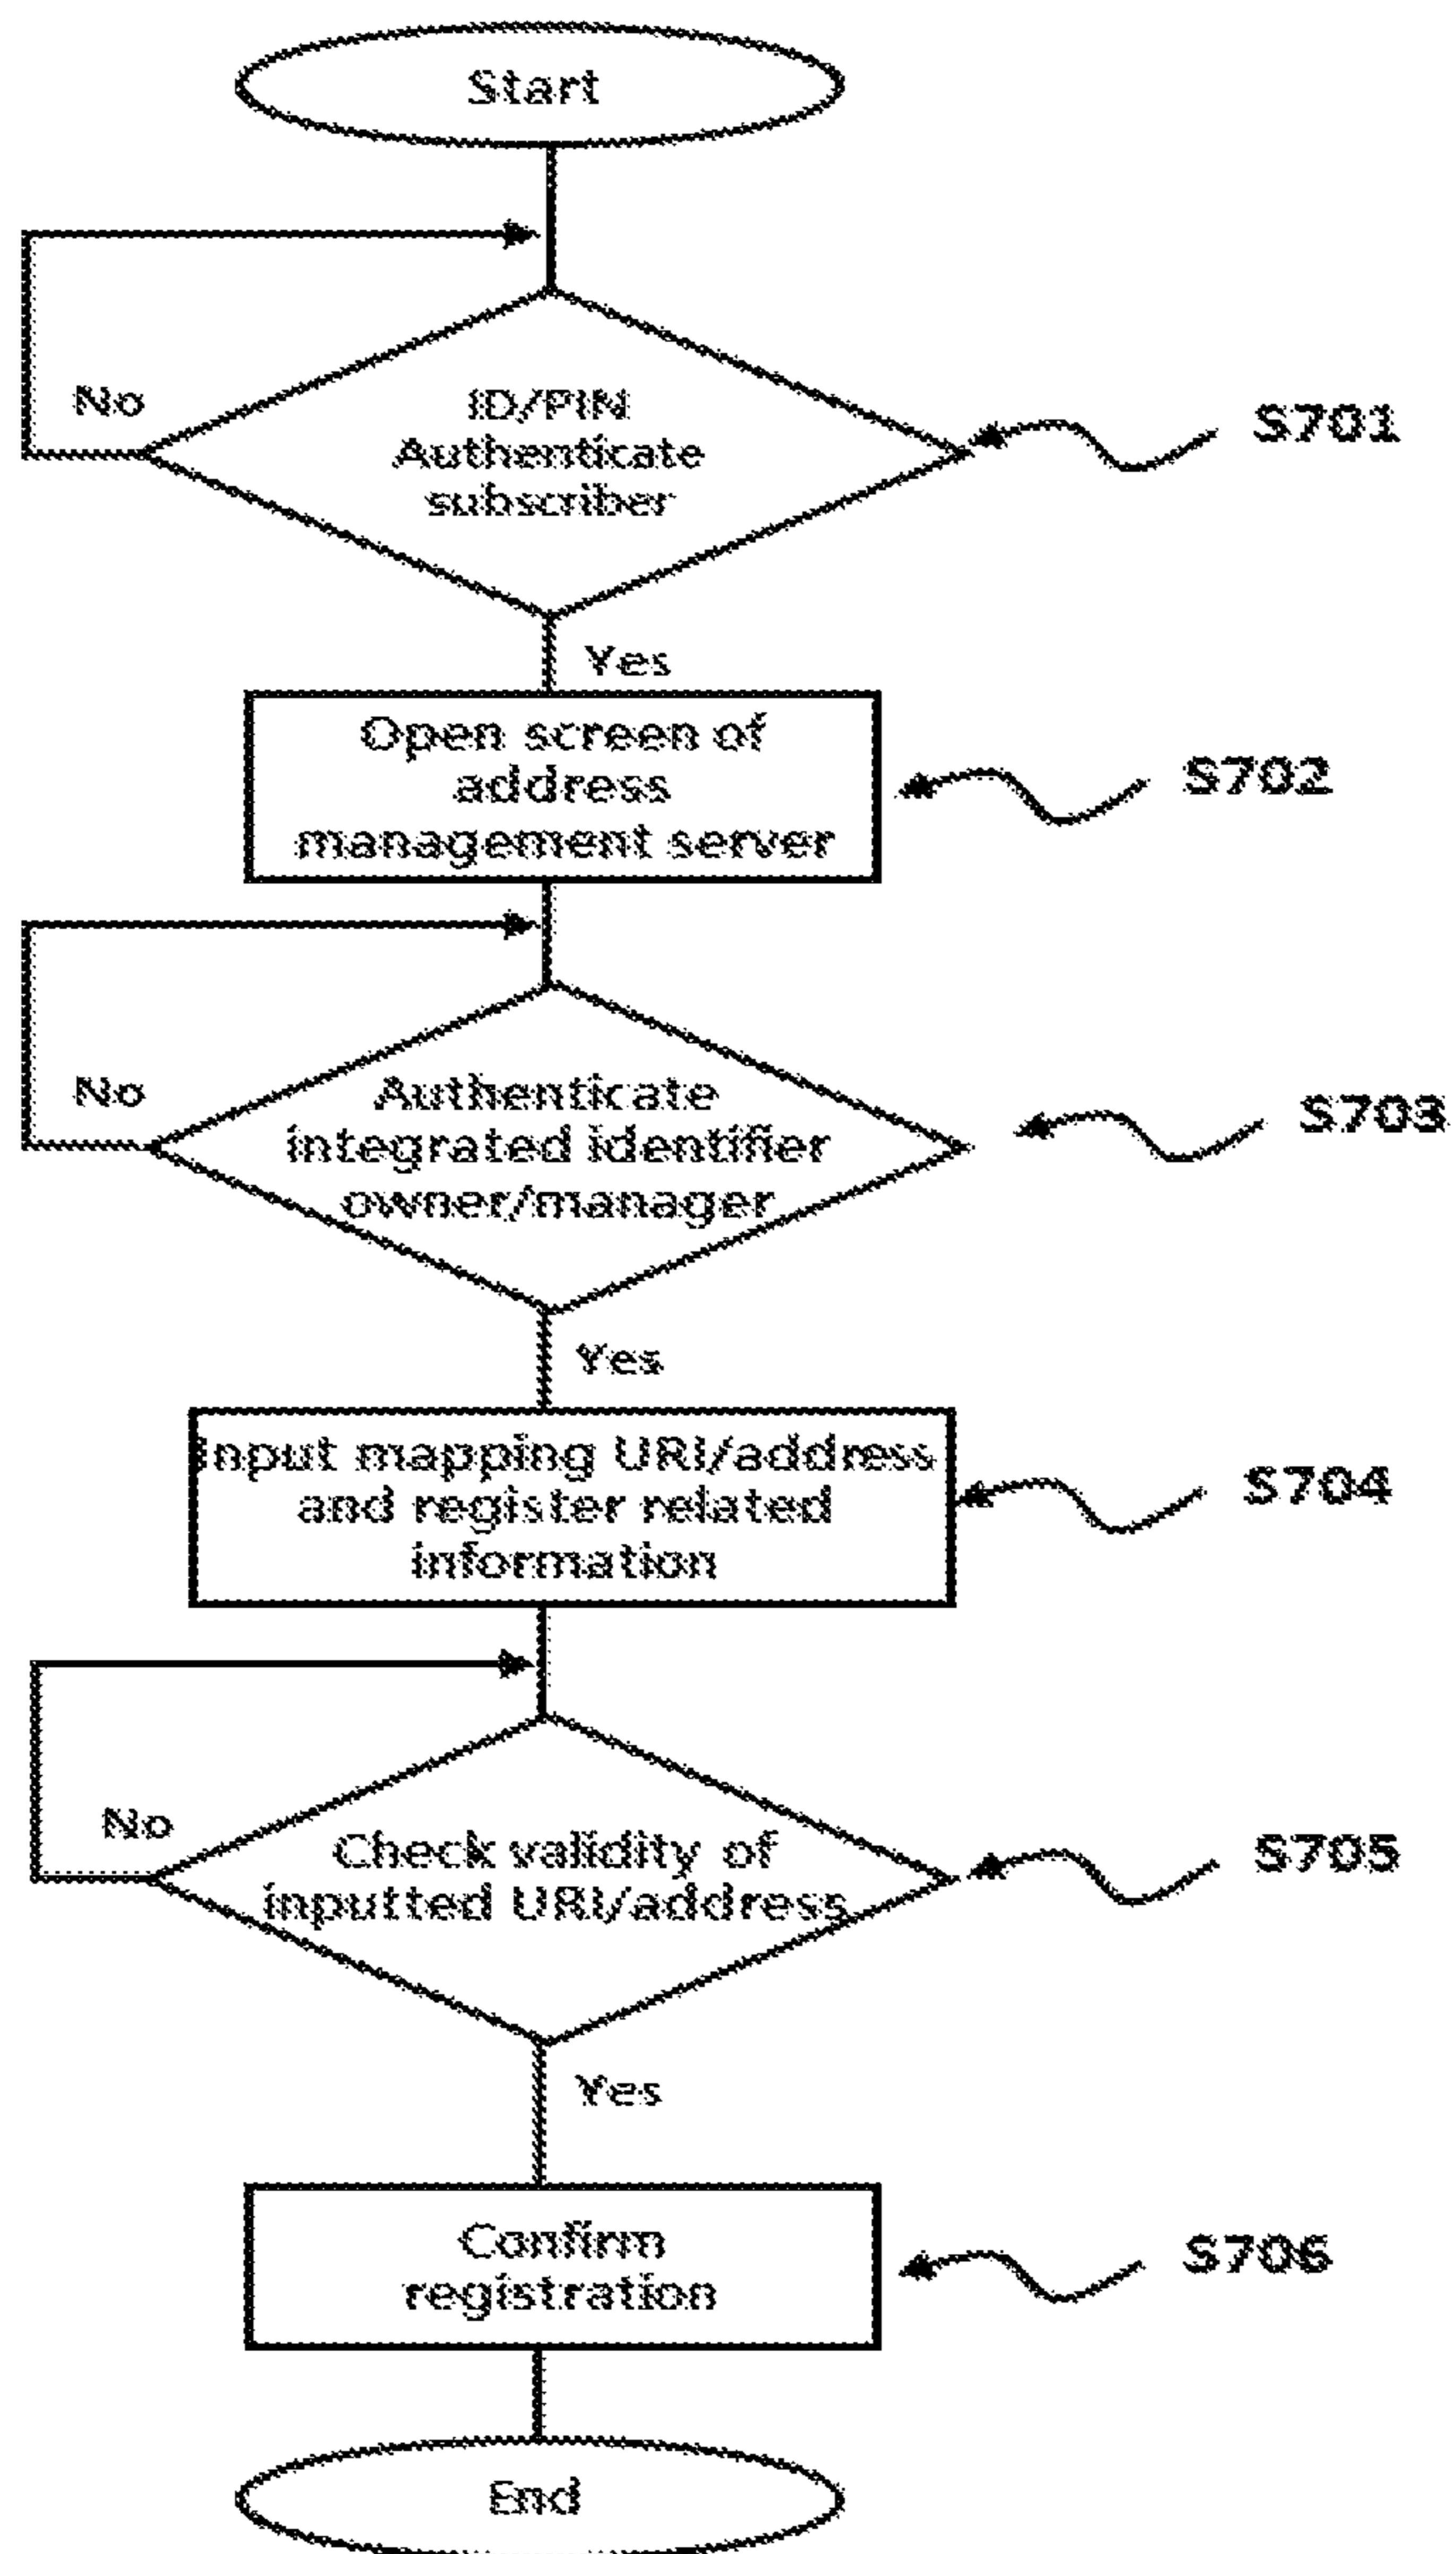 Start
No
ID/PIN
Authenticate
subscriber
S701
Yes
Open screen of
address
management server
S702
No
Authenticate
integrated identifier
owner/manager
S703
Yes
Input mapping URI/address
and register related
information
S704
No
Check validity of
inputted URI/address
S705
Yes
Confirm
registration
S706
End